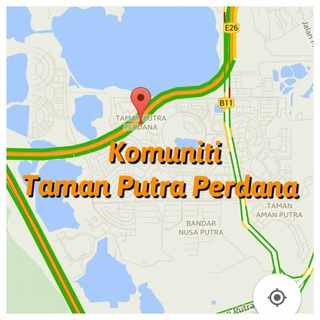 E26
Jalan P
TAMAN PUTRA
PERDANA
B11
Komuniti
Taman Putra Perdana
TAMAN
AMAN PUTRA
BANDAR
NUSA PUTRA
Putra